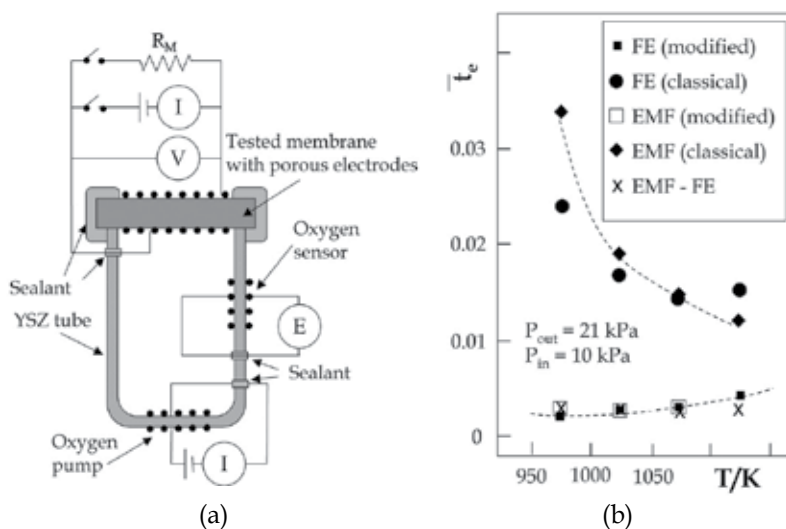 R_M
I
V
Tested membrane
with porous electrodes
Oxygen
sensor
Sealant
YSZ tube
E
Sealant
Oxygen
pump
I
(a)
t̅_e
FE (modified)
FE (classical)
EMF (modified)
EMF (classical)
EMF - FE
0.03
0.02
0.01
0
P_out = 21 kPa
P_in = 10 kPa
950
1000
1050
T/K
(b)